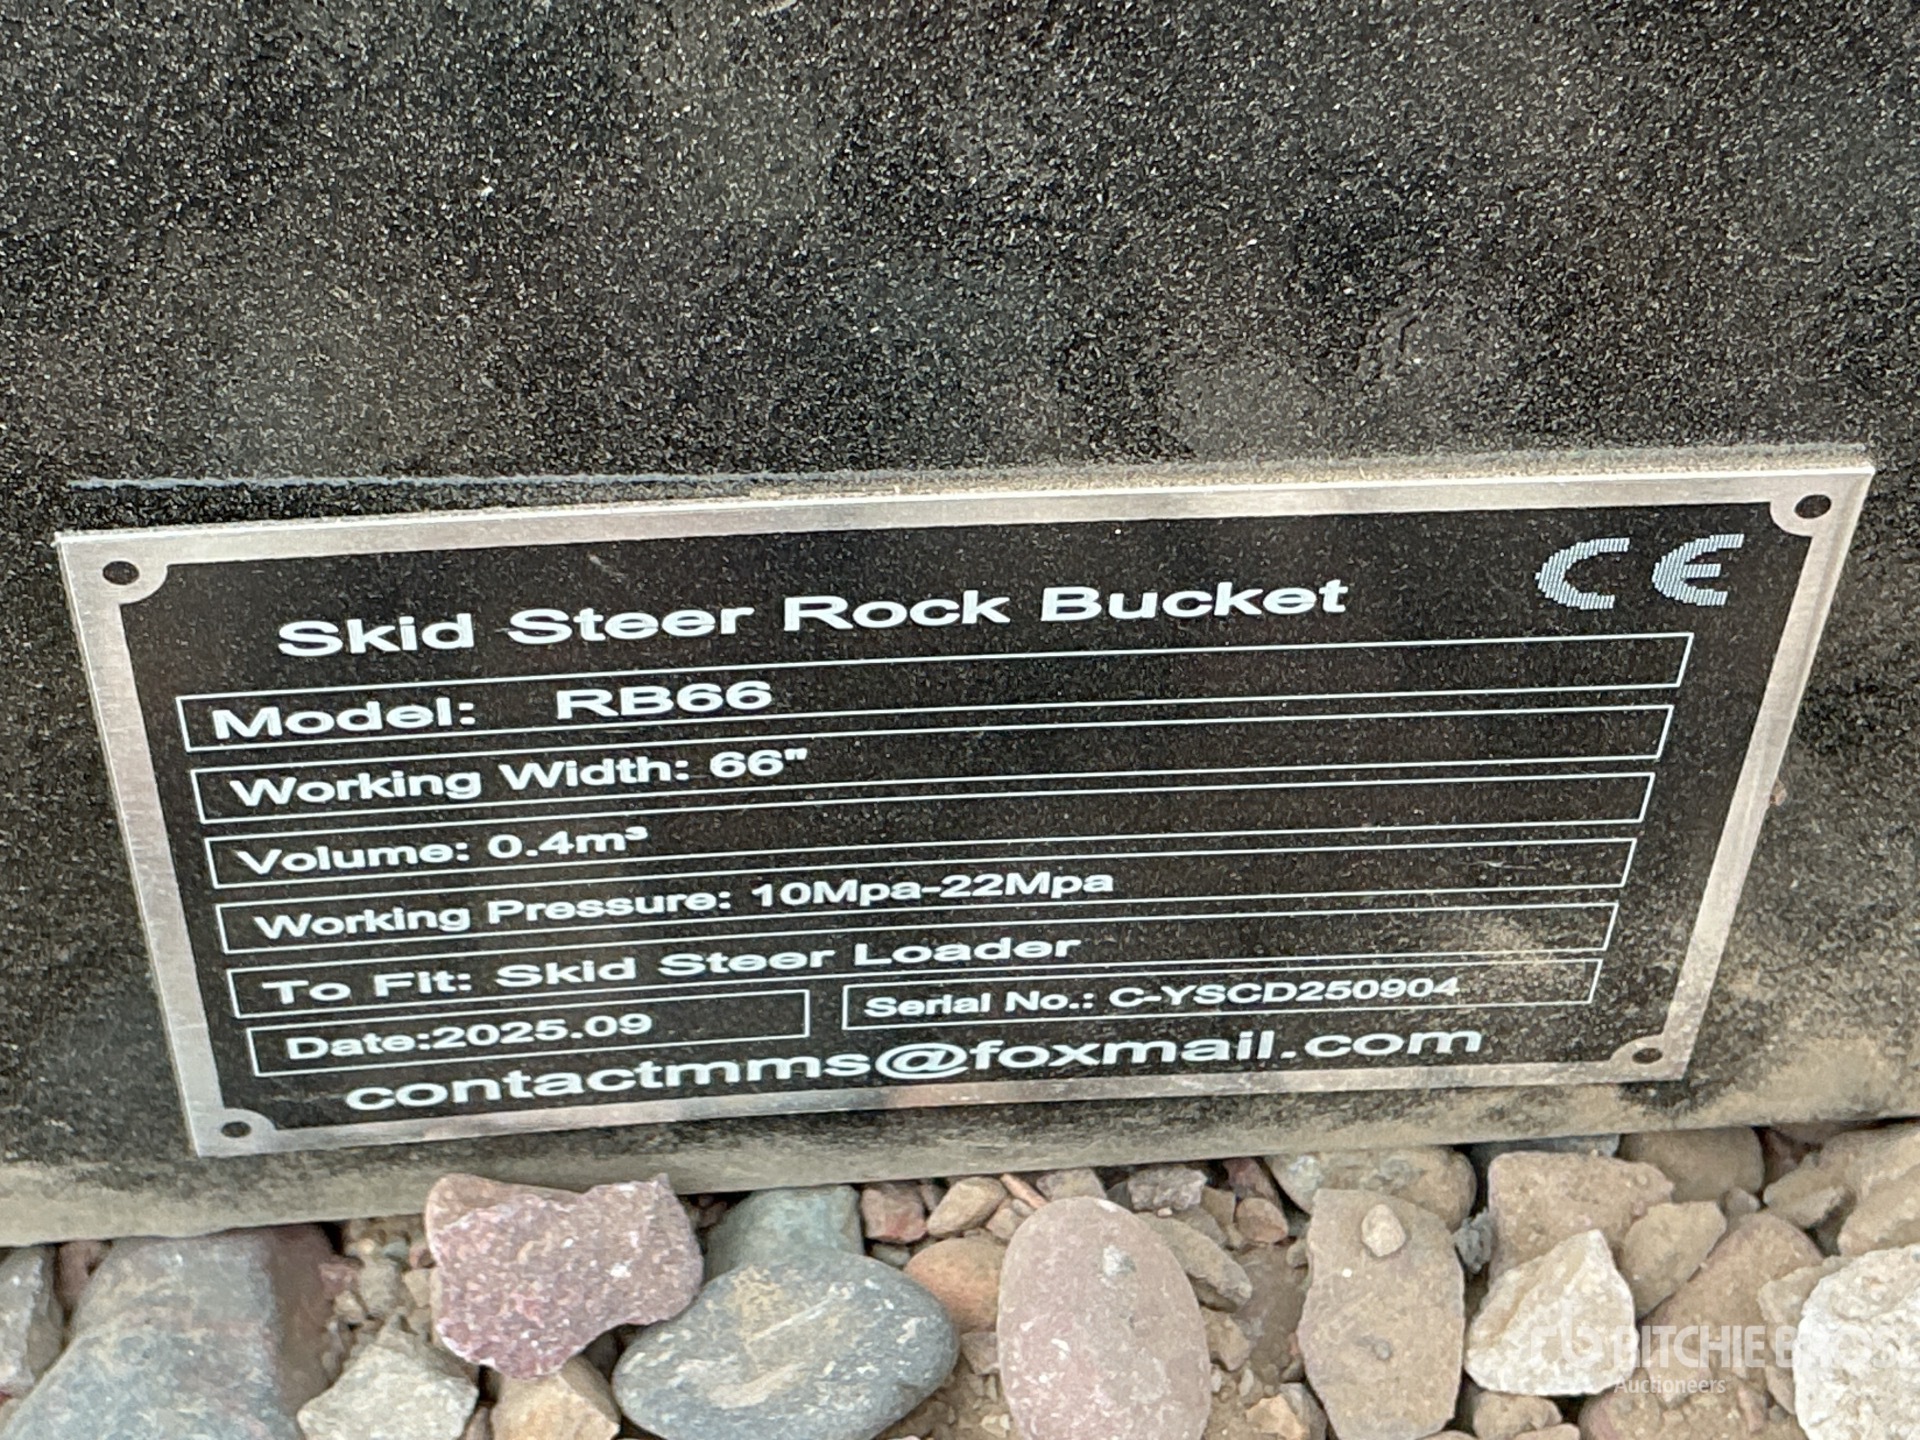 CE
Skid Steer Rock Bucket
Model: RB66
Working Width: 66"
Volume: 0.4m³
Working Pressure: 10Mpa-22Mpa
To Fit: Skid Steer Loader
Date:2025.09 Serial No.: C-YSCD250904
contactmms@foxmail.com
rb RITCHIE BROS.
Auctioneers